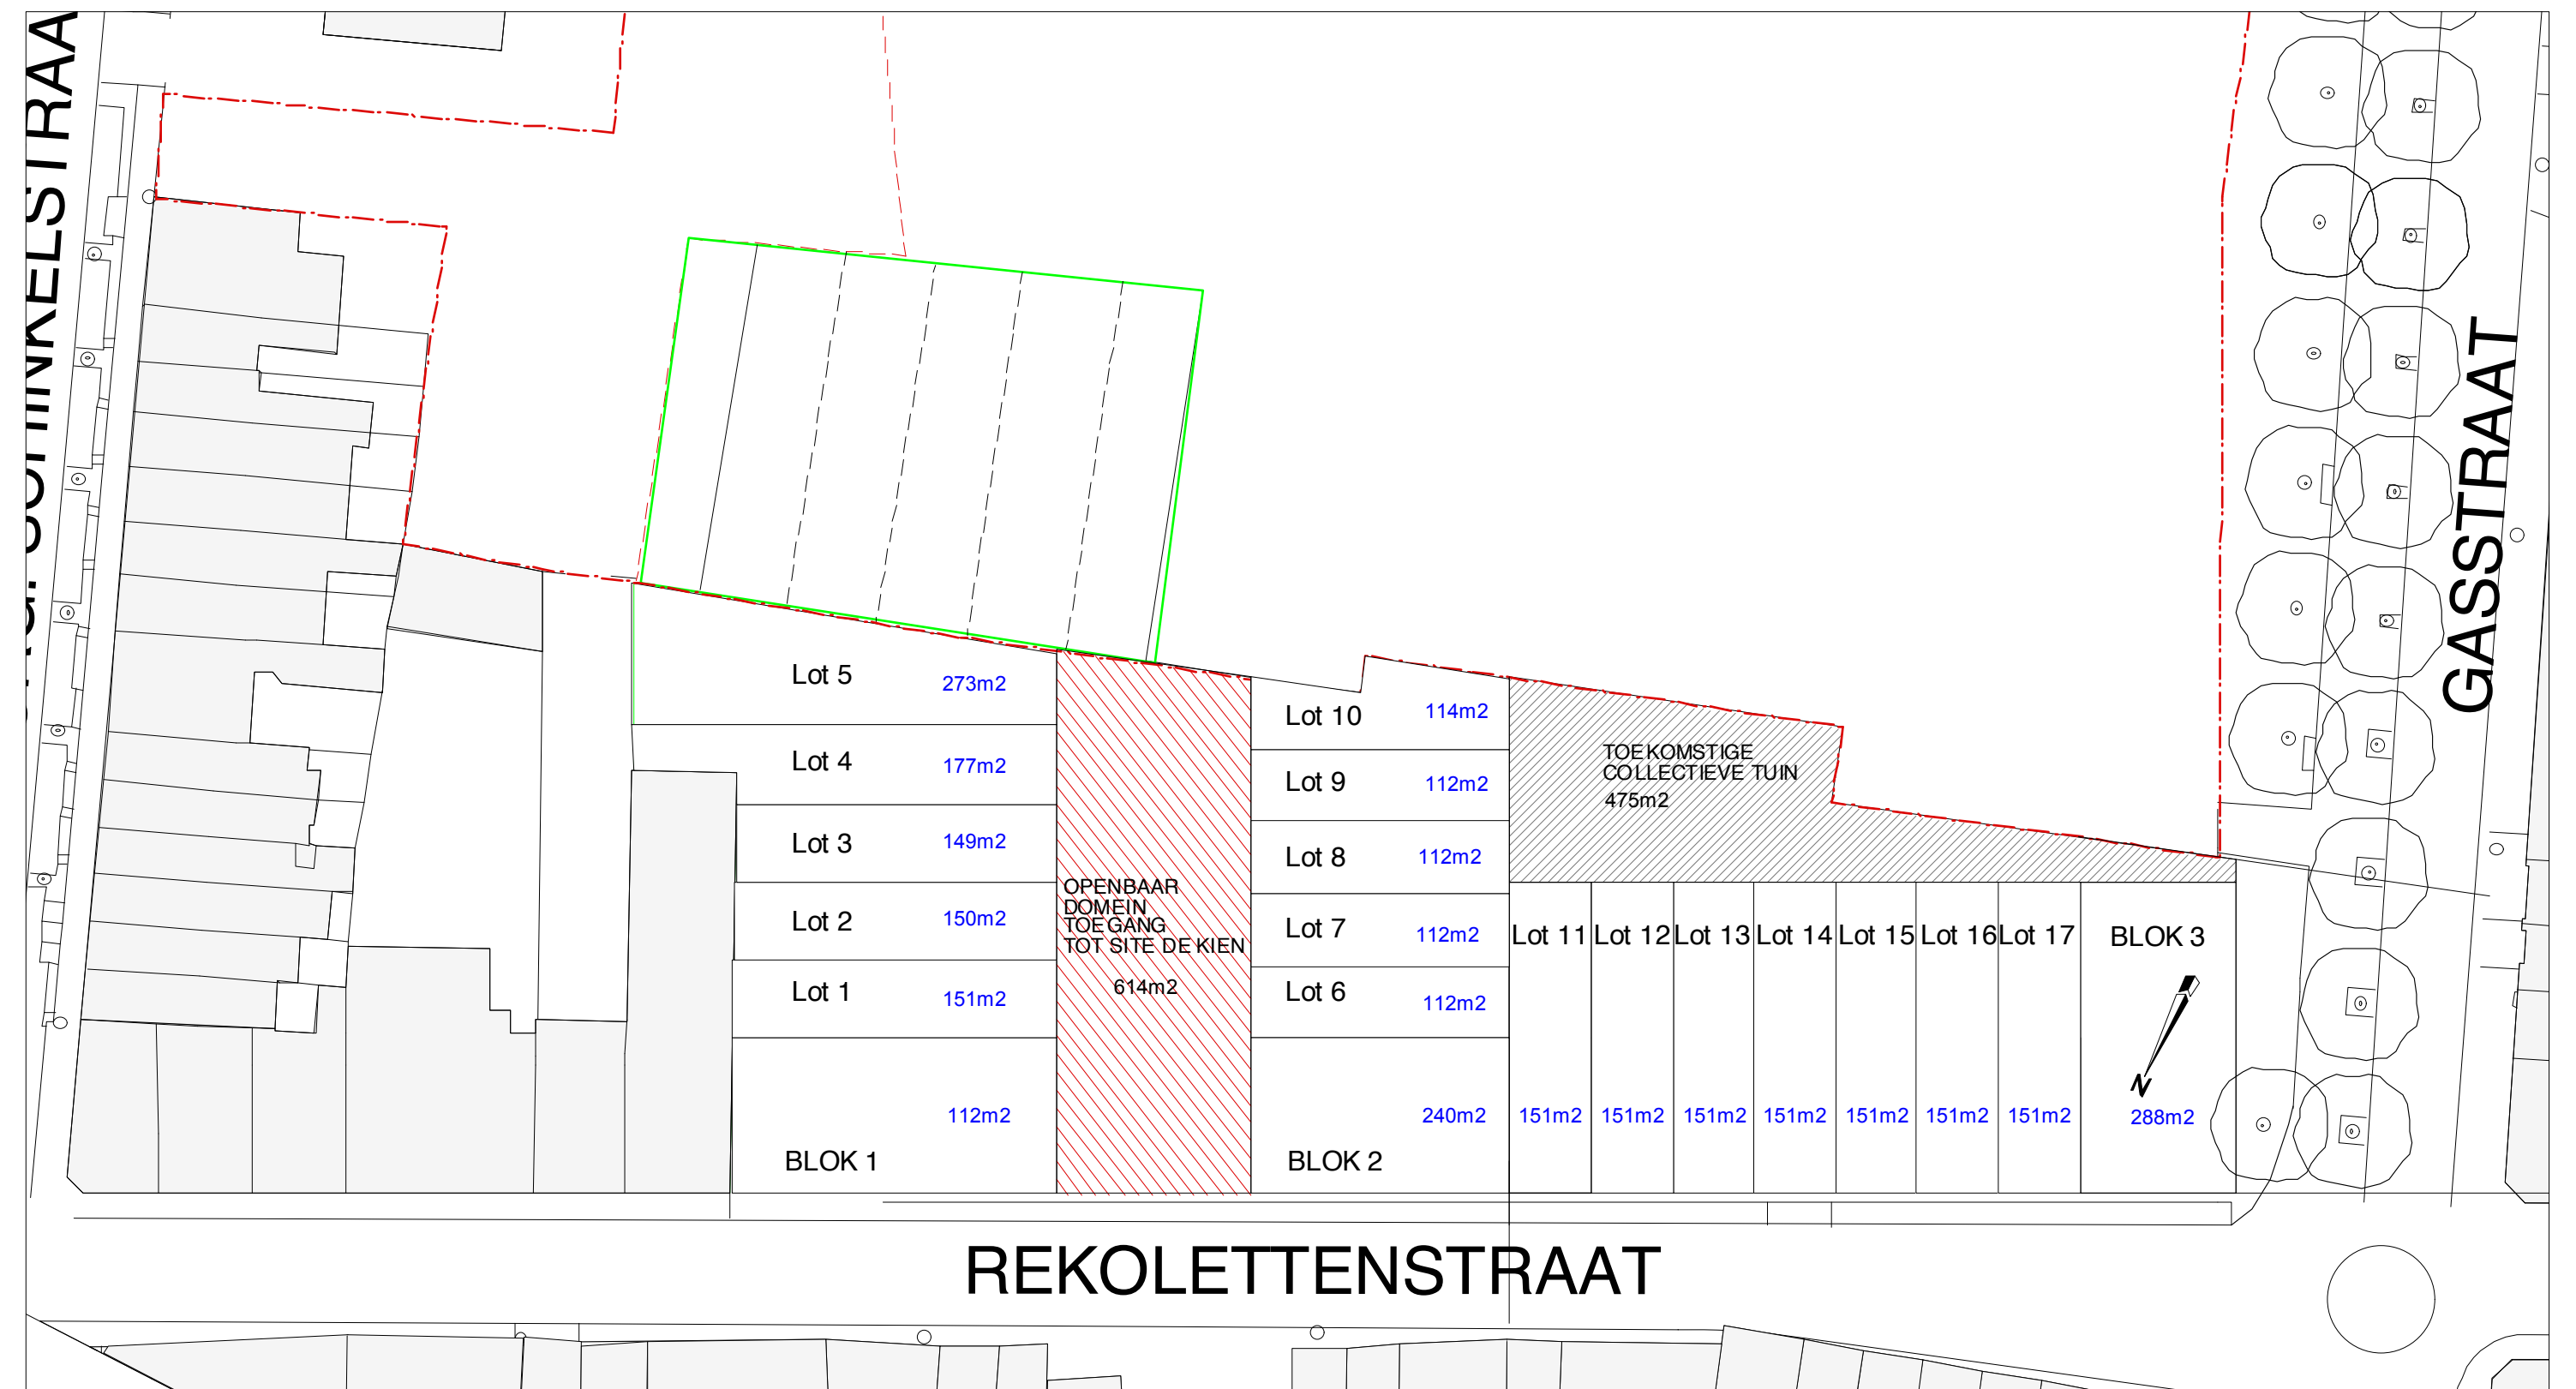 GASSTRAAT
Lot 5 273m2
Lot 4 177m2
Lot 3 149m2
Lot 2 150m2
Lot 1 151m2
112m2
BLOK 1
OPENBAAR
DOMEIN
TOEGANG
TOT SITE DE KIEN
614m2
Lot 10 114m2
Lot 9 112m2
Lot 8 112m2
Lot 7 112m2
Lot 6 112m2
240m2
BLOK 2
TOEKOMSTIGE
COLLECTIEVE TUIN
475m2
Lot 11 Lot 12 Lot 13 Lot 14 Lot 15 Lot 16 Lot 17 BLOK 3
N
151m2 151m2 151m2 151m2 151m2 151m2 151m2 288m2
REKOLETTENSTRAAT